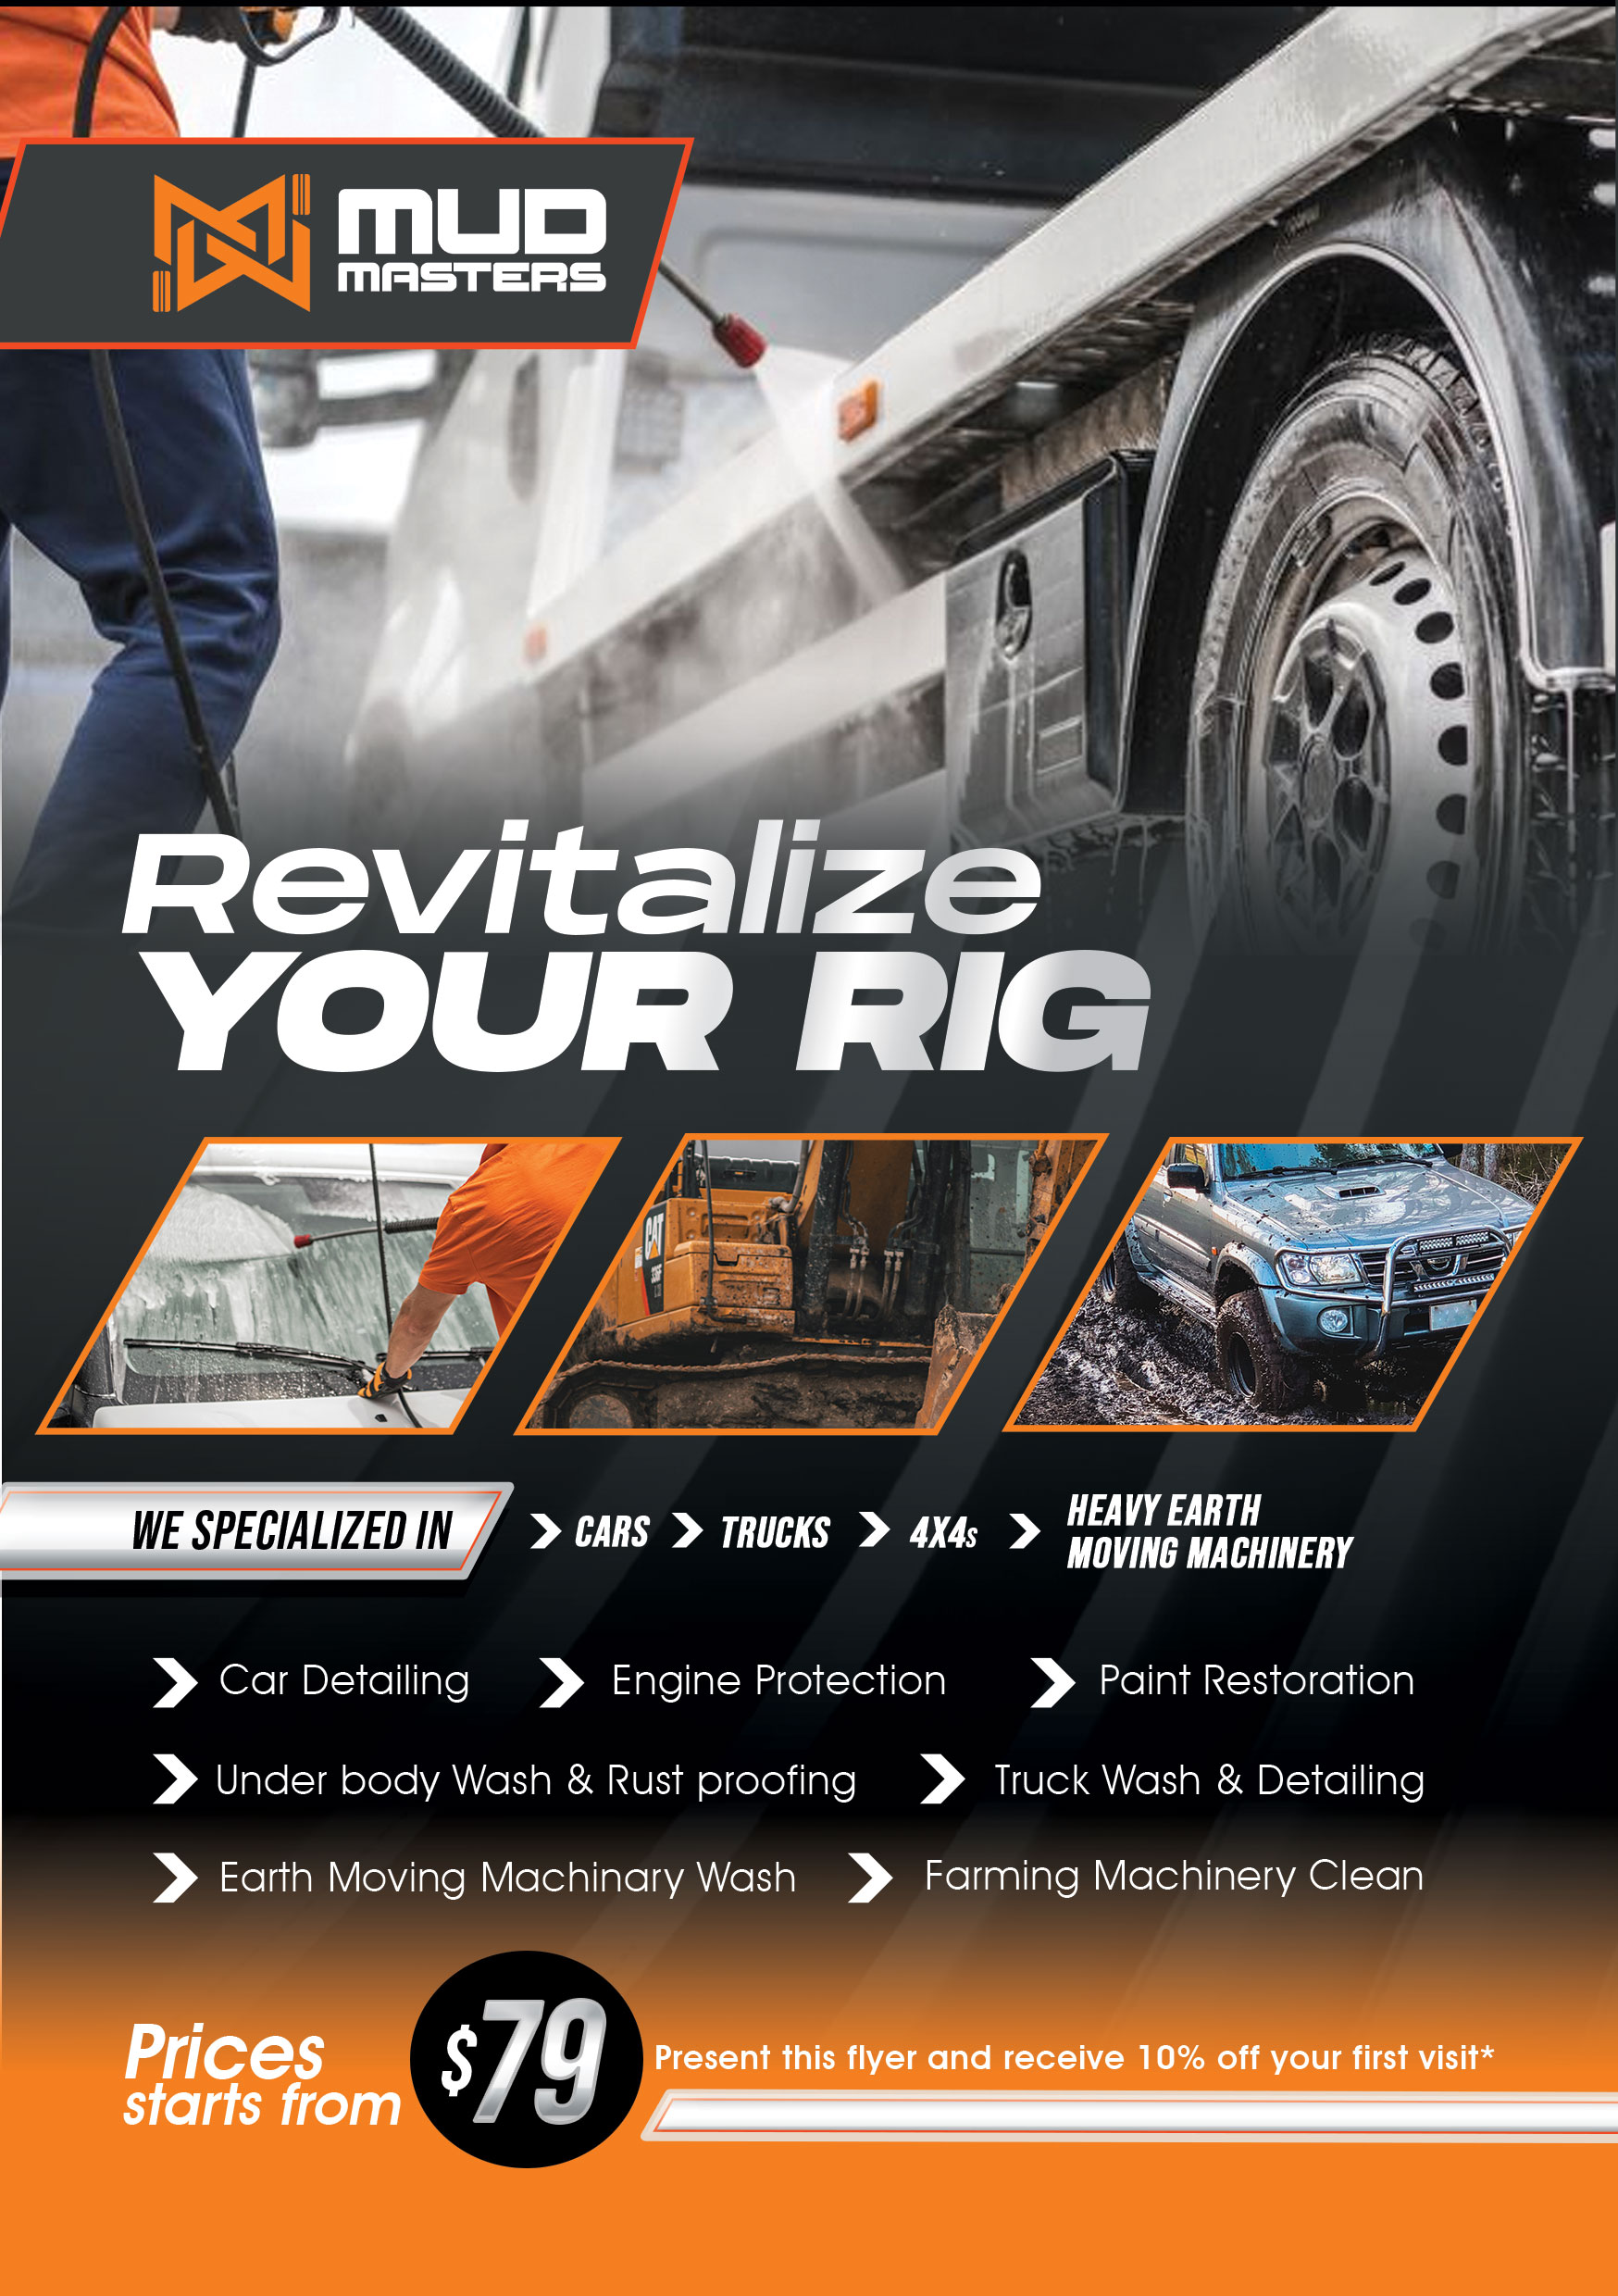 MUD
MASTERS
Revitalize
YOUR RIG
CAT
WE SPECIALIZED IN
CARS
TRUCKS
4X4s
HEAVY EARTH
MOVING MACHINERY
Car Detailing
Engine Protection
Paint Restoration
Under body Wash & Rust proofing
Truck Wash & Detailing
Earth Moving Machinary Wash
Farming Machinery Clean
Prices
starts from
$79
Present this flyer and receive 10% off your first visit*